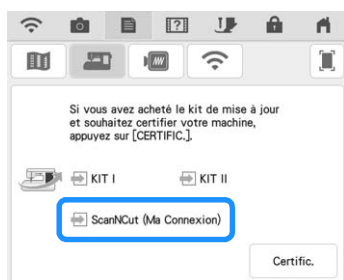 Si vous avez acheté le kit de mise à jour
et souhaitez certifier votre machine,
appuyez sur [CERTIFIC.].
KIT I
KIT II
ScanNCut (Ma Connexion)
Certific.